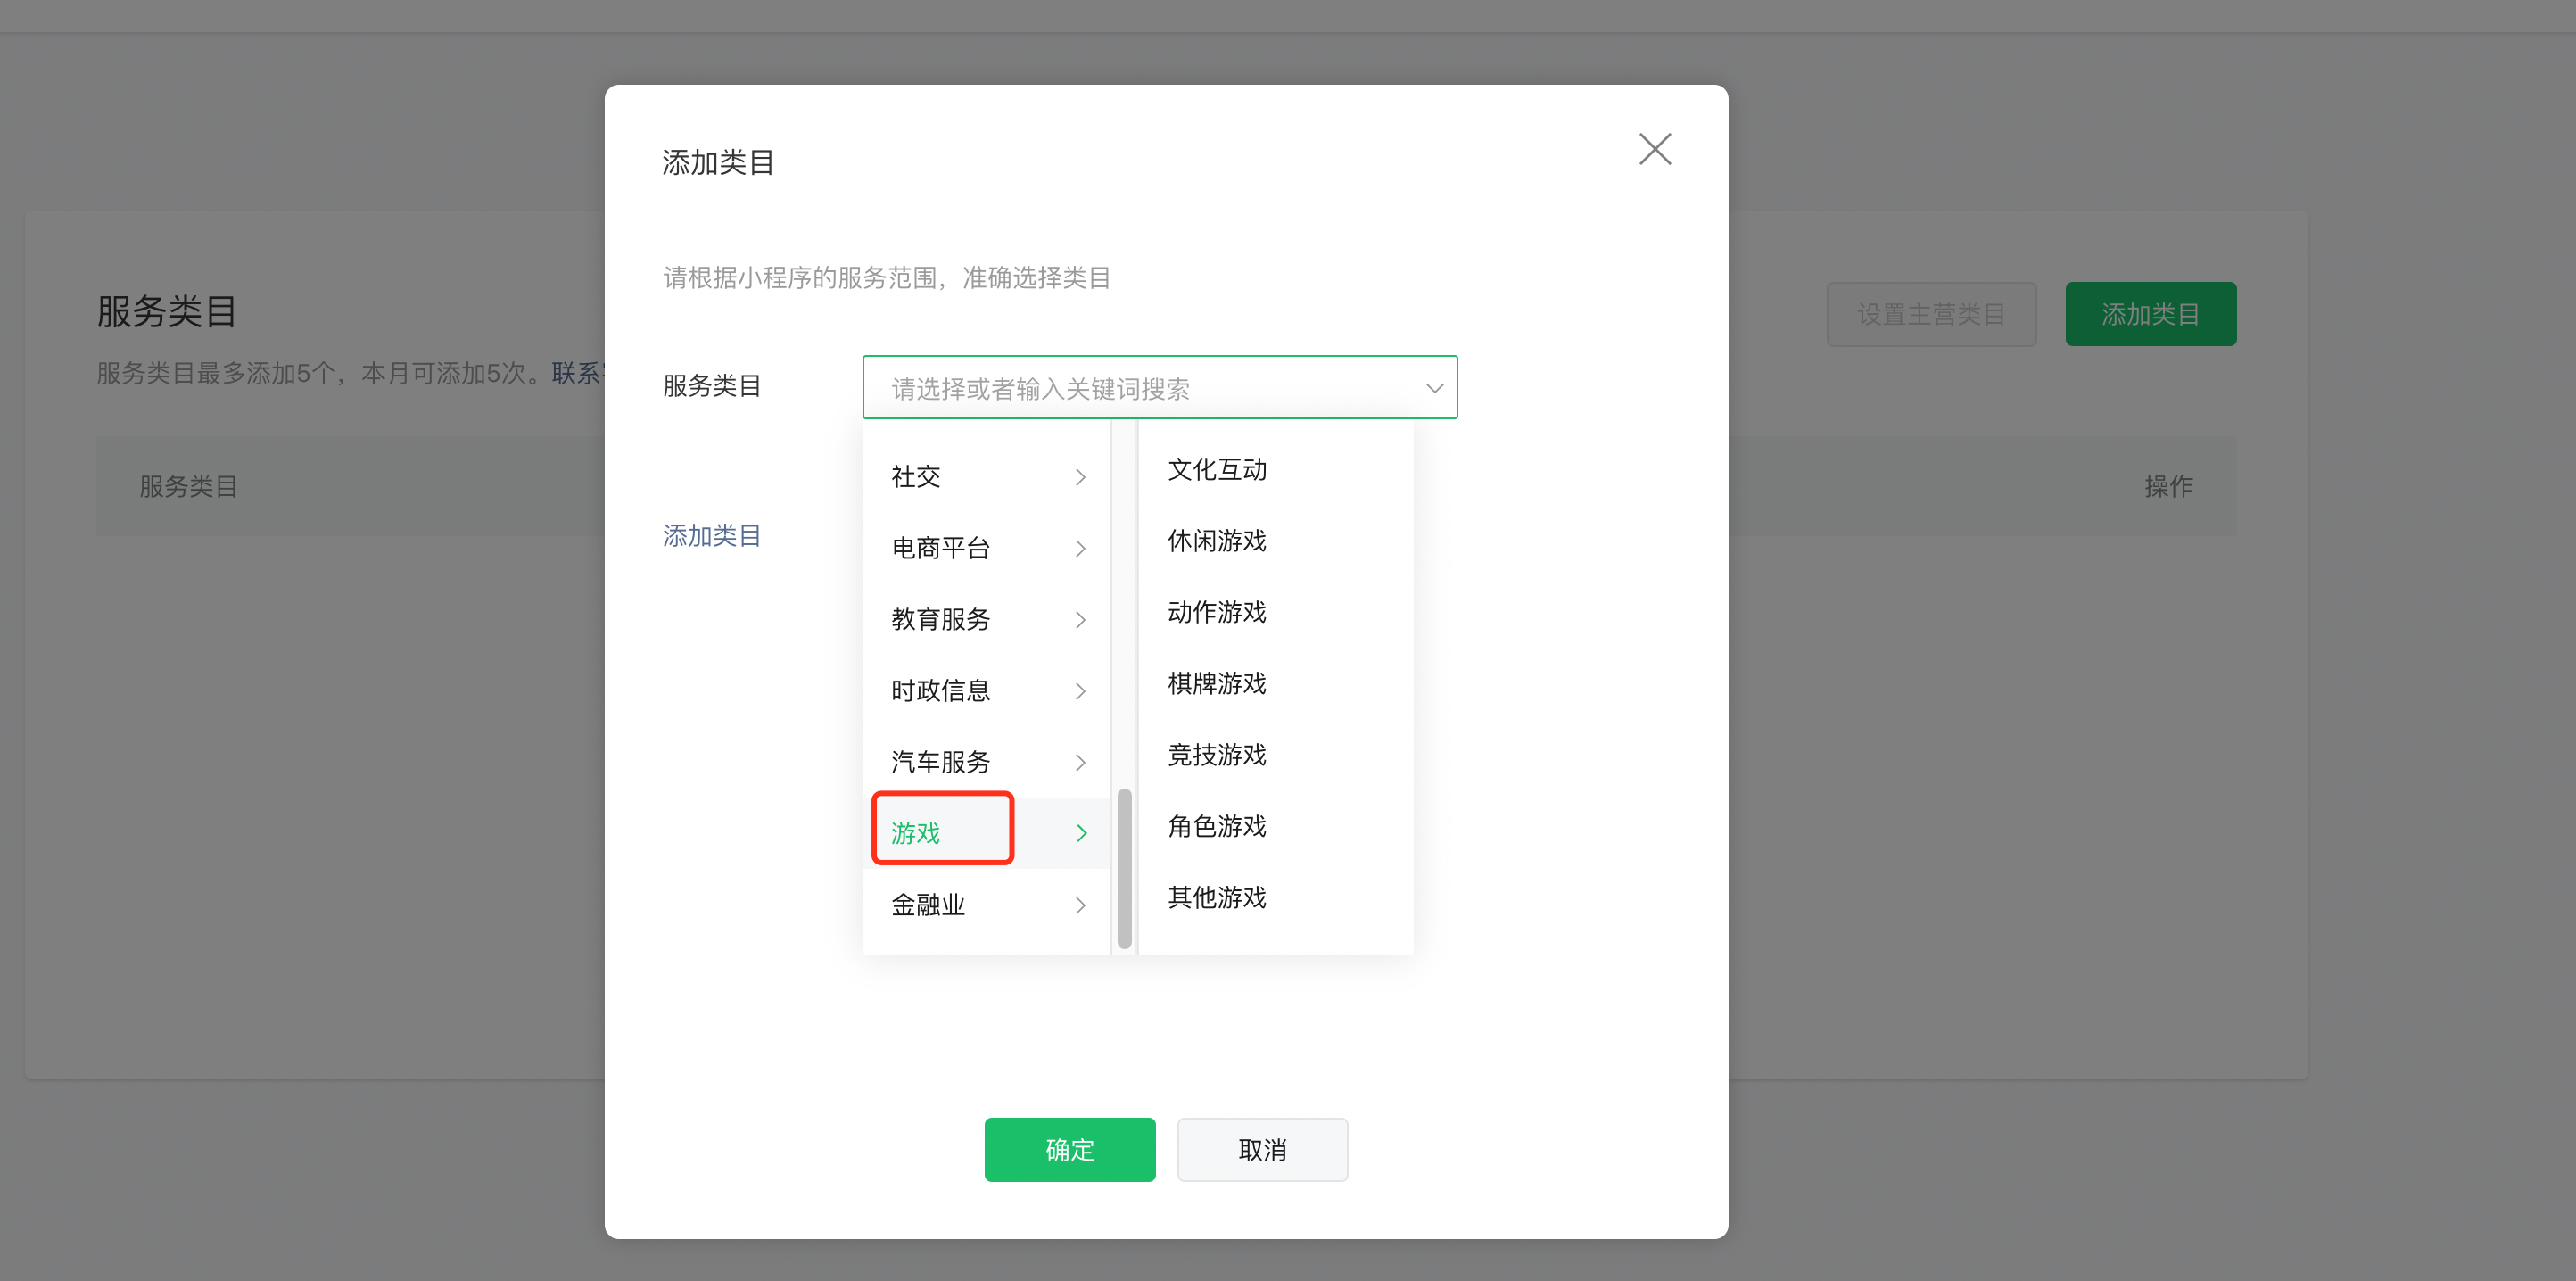 添加类目
请根据小程序的服务范围，准确选择类目
服务类目
设置主营类目
添加类目
服务类目最多添加5个，本月可添加5次。联系
服务类目
请选择或者输入关键词搜索
服务类目
操作
添加类目
社交
电商平台
教育服务
时政信息
汽车服务
游戏
金融业
文化互动
休闲游戏
动作游戏
棋牌游戏
竞技游戏
角色游戏
其他游戏
确定
取消